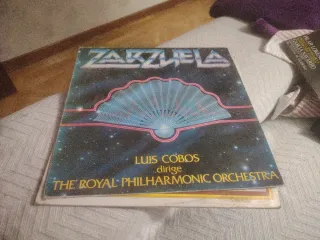 ZARZUELA
LUIS COBOS
dirige
THE ROYAL PHILHARMONIC ORCHESTRA